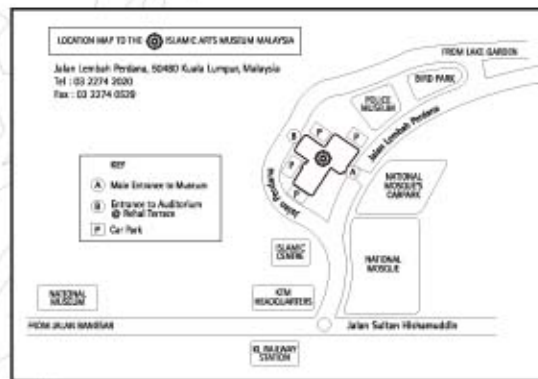 LOCATION MAP TO THE ISLAMIC ARTS MUSEUM MALAYSIA
Jalan Lembah Perdana, 50480 Kuala Lumpur, Malaysia
Tel : 03 2274 2020
Fax : 03 2274 0529
KEY
A Main Entrance to Museum
B Entrance to Auditorium
@ Rehal Terrace
P Car Park
FROM LAKE GARDEN
BIRD PARK
POLICE
MUSEUM
Jalan Lembah Perdana
B
P
P
P
P
A
Jalan Perdana
NATIONAL
MOSQUE'S
CARPARK
ISLAMIC
CENTRE
NATIONAL
MOSQUE
NATIONAL
MUSEUM
KTM
HEADQUARTERS
FROM JALAN BANGSAR
Jalan Sultan Hishamuddin
KL RAILWAY
STATION